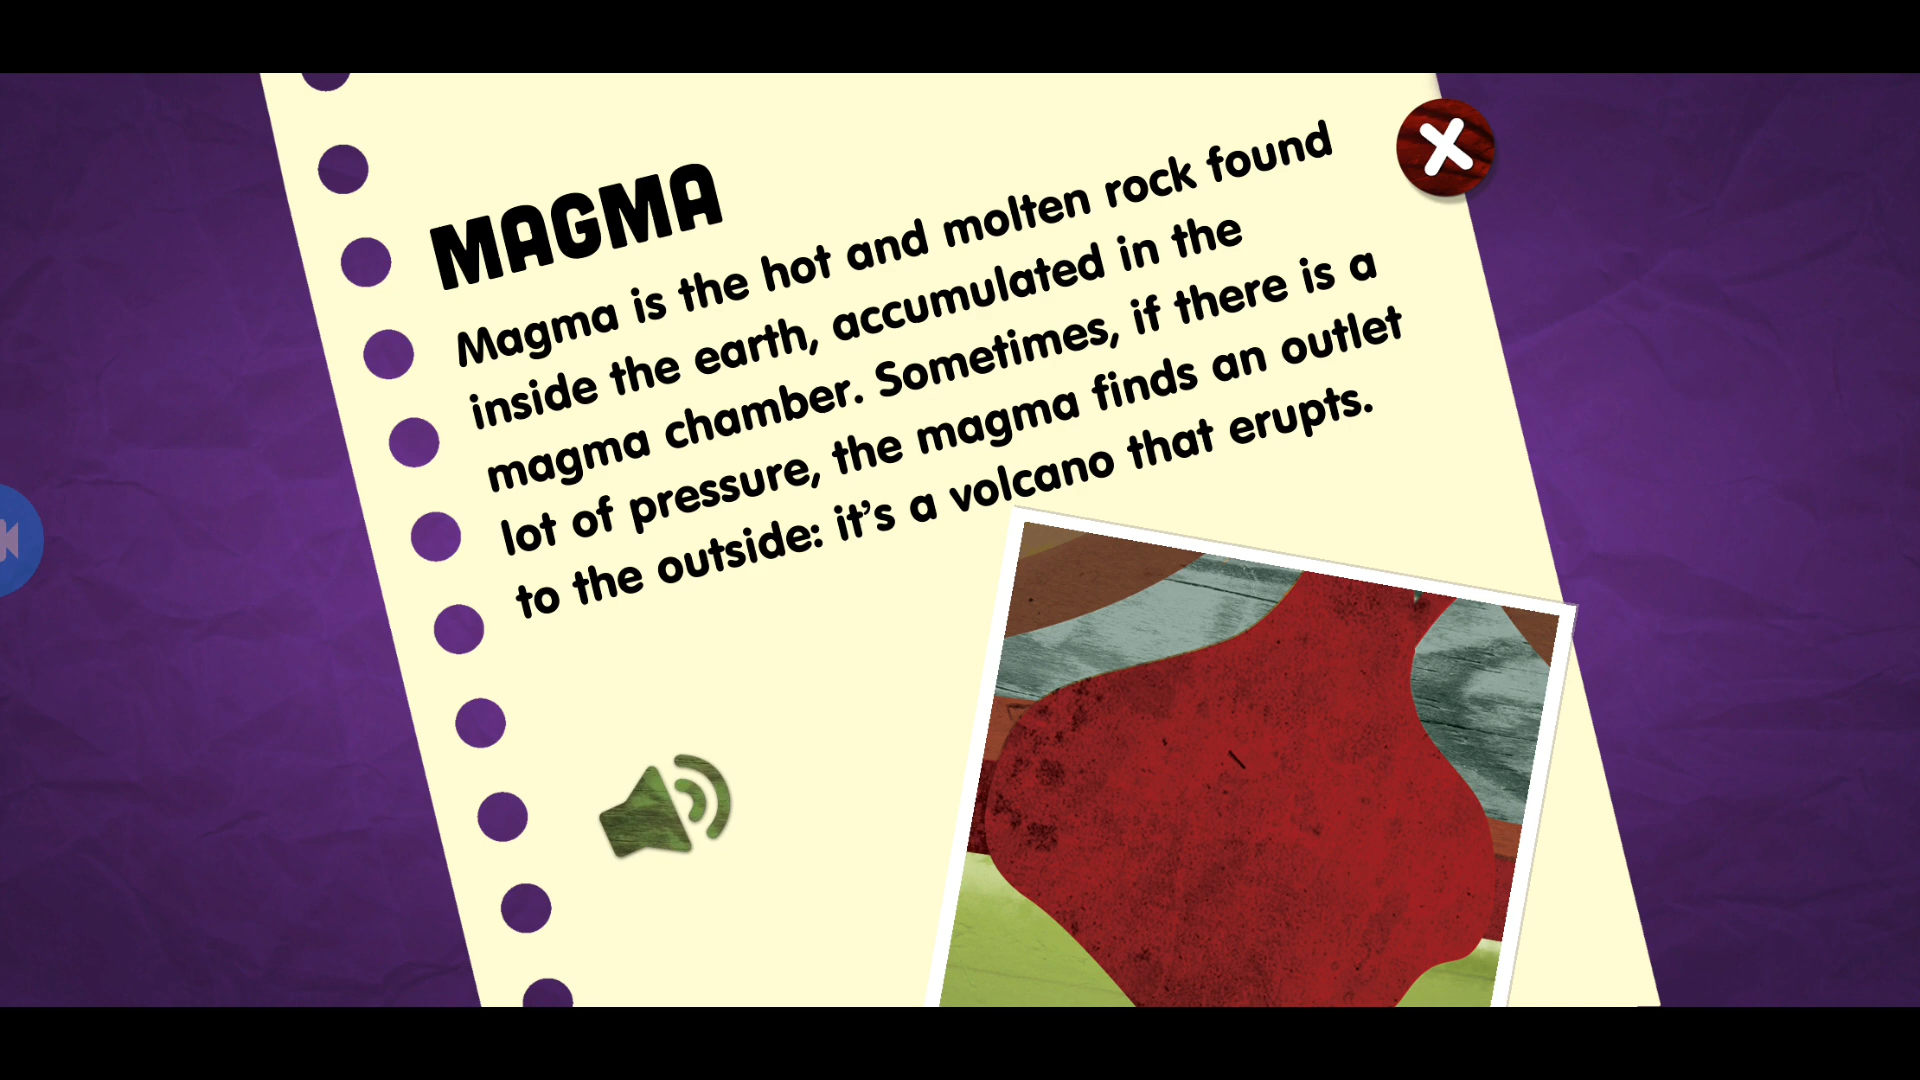 MAGMA
Magma is the hot and molten rock found
inside the earth, accumulated in the
magma chamber. Sometimes, if there is a
lot of pressure, the magma finds an outlet
to the outside: it's a volcano that erupts.